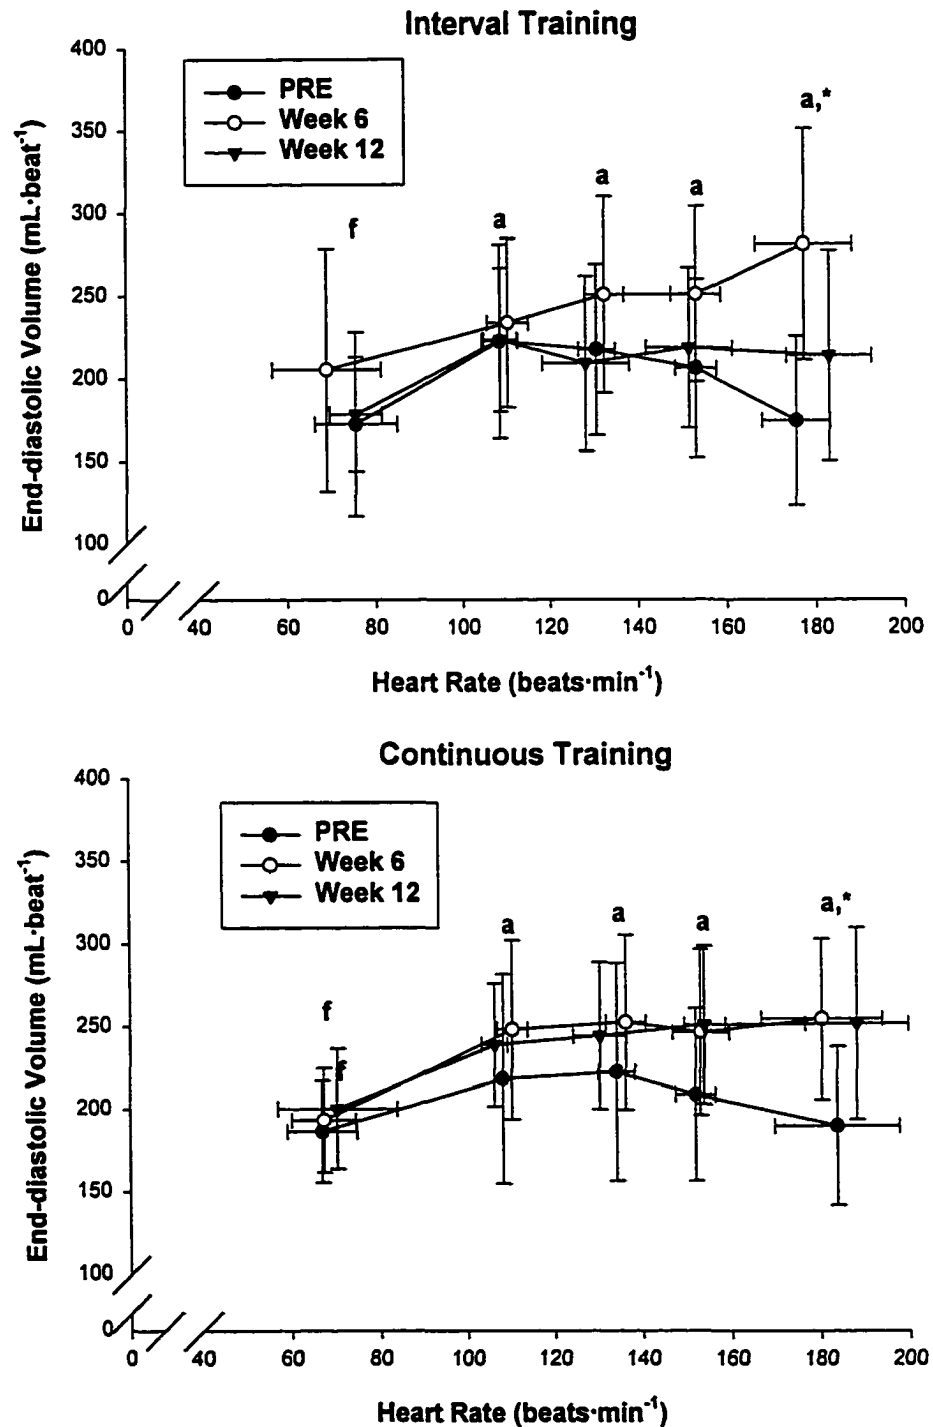 Interval Training
400
350
300
250
200
150
100
0
End-diastolic Volume (mL·beat⁻¹)
PRE
Week 6
Week 12
f
a
a
a
a,*
0 40 60 80 100 120 140 160 180 200
Heart Rate (beats·min⁻¹)
Continuous Training
400
350
300
250
200
150
100
0
End-diastolic Volume (mL·beat⁻¹)
PRE
Week 6
Week 12
f
f
a
a
a
a,*
0 40 60 80 100 120 140 160 180 200
Heart Rate (beats·min⁻¹)